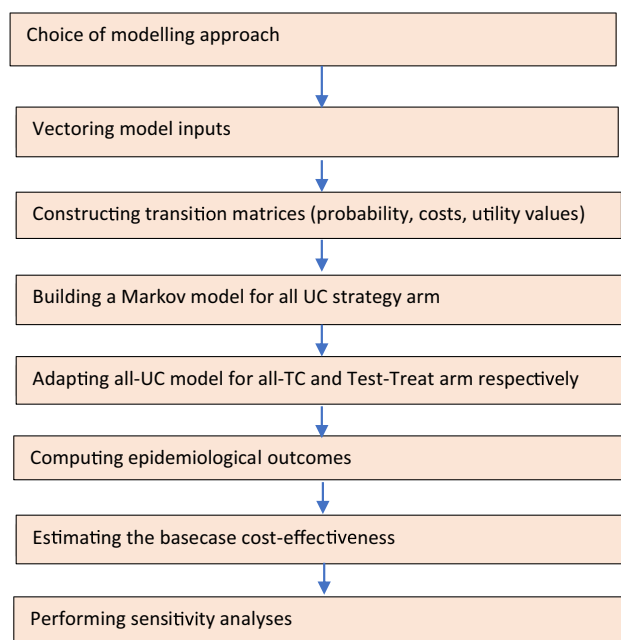 Choice of modelling approach
Vectoring model inputs
Constructing transition matrices (probability, costs, utility values)
Building a Markov model for all UC strategy arm
Adapting all-UC model for all-TC and Test-Treat arm respectively
Computing epidemiological outcomes
Estimating the basecase cost-effectiveness
Performing sensitivity analyses